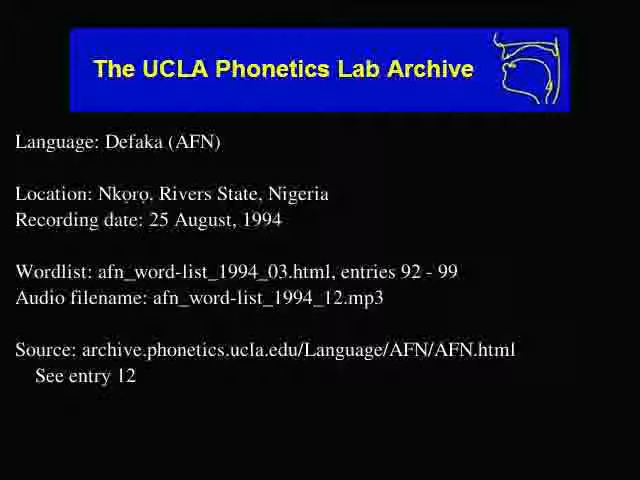 The UCLA Phonetics Lab Archive
Language: Defaka (AFN)
Location: Nkọrọ, Rivers State, Nigeria
Recording date: 25 August, 1994
Wordlist: afn_word-list_1994_03.html, entries 92 - 99
Audio filename: afn_word-list_1994_12.mp3
Source: archive.phonetics.ucla.edu/Language/AFN/AFN.html
See entry 12